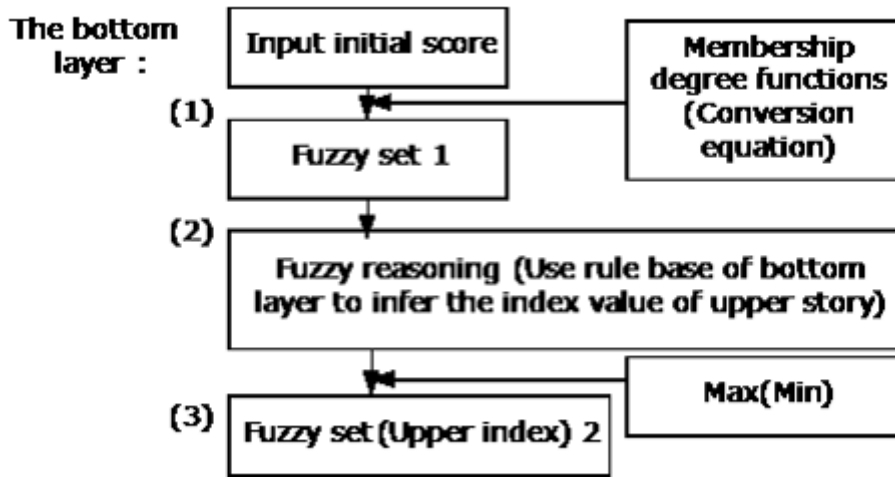 The bottom
layer :
Input initial score
Membership
degree functions
(Conversion
equation)
(1)
Fuzzy set 1
(2)
Fuzzy reasoning (Use rule base of bottom
layer to infer the index value of upper story)
Max(Min)
(3)
Fuzzy set (Upper index) 2